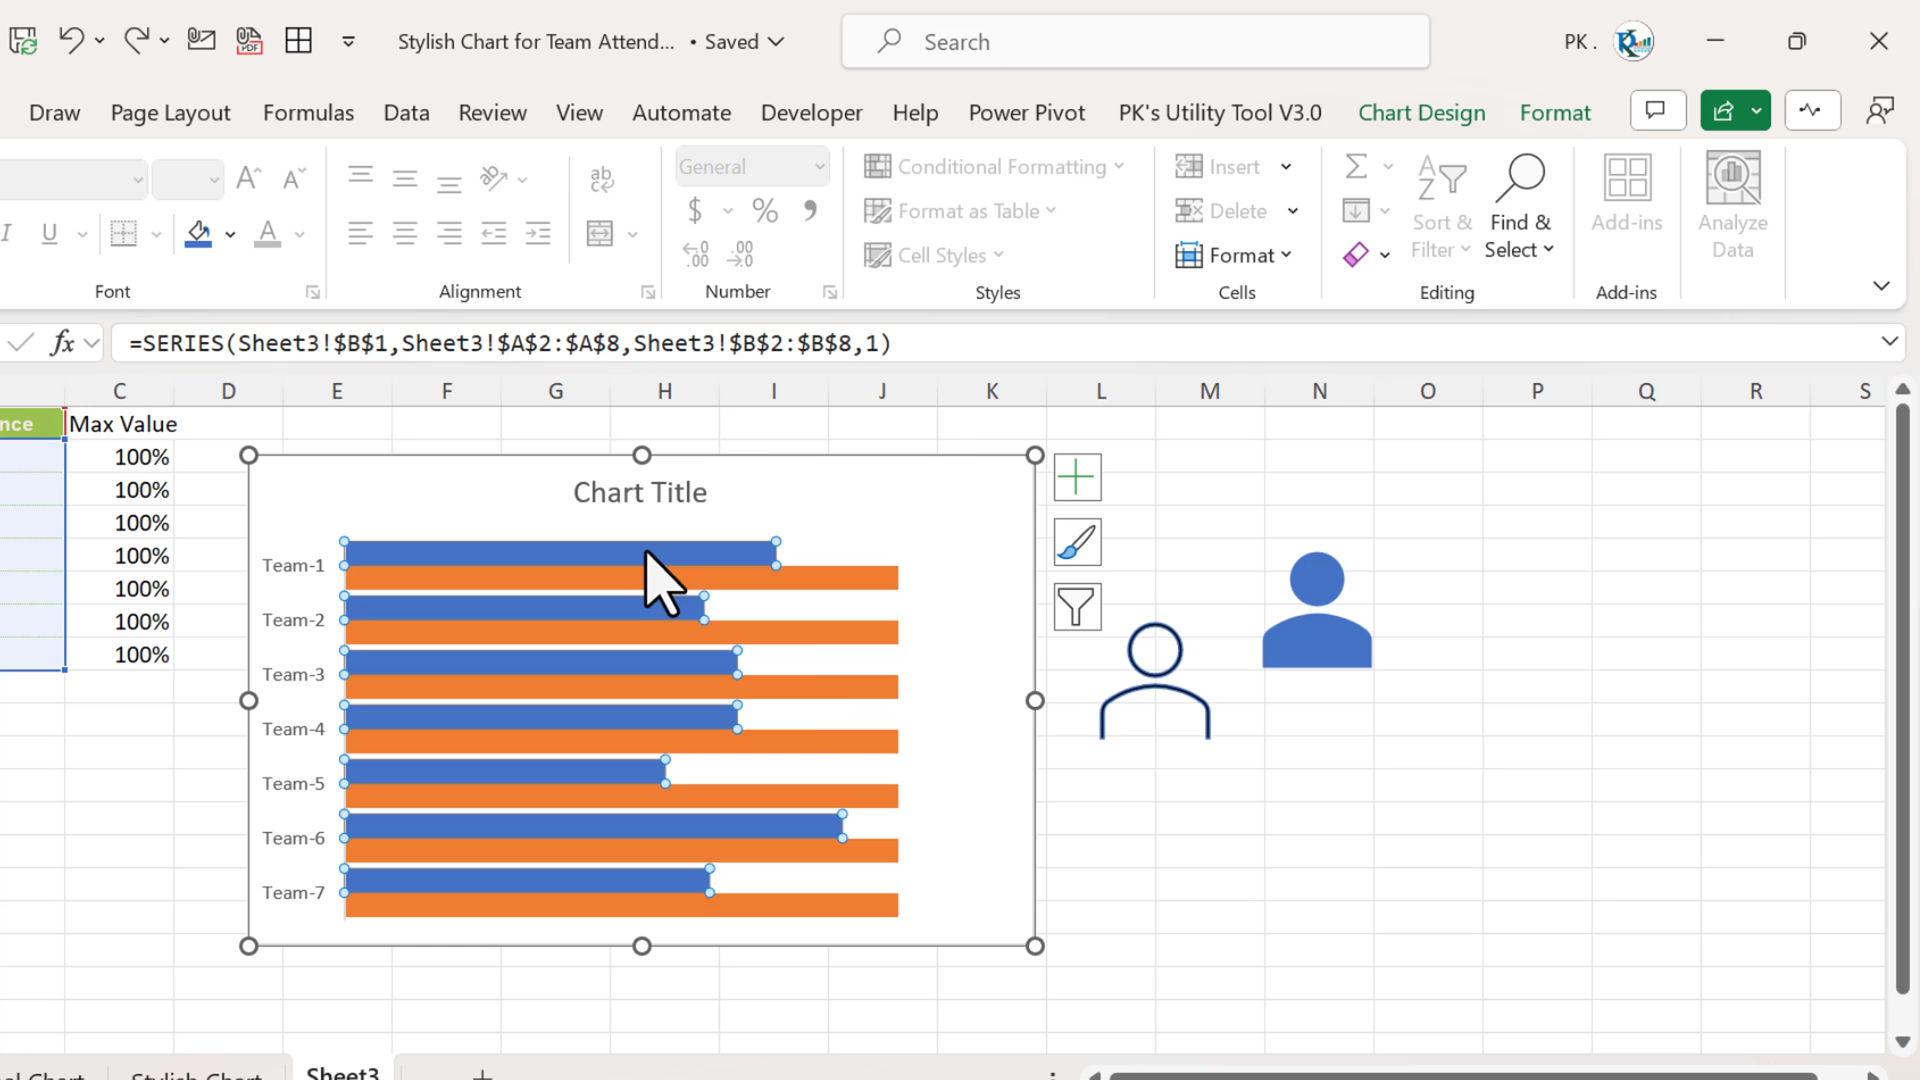 Stylish Chart for Team Attend... • Saved
Search
PK .
Draw Page Layout Formulas Data Review View Automate Developer Help Power Pivot PK's Utility Tool V3.0 Chart Design Format
General
Conditional Formatting
Format as Table
Cell Styles
Insert
Delete
Format
Sort & Filter
Find & Select
Add-ins
Analyze Data
Font Alignment Number Styles Cells Editing Add-ins
=SERIES(Sheet3!$B$1,Sheet3!$A$2:$A$8,Sheet3!$B$2:$B$8,1)
C D E F G H I J K L M N O P Q R S
nce Max Value
100%
100%
100%
100%
100%
100%
100%
Chart Title
Team-1
Team-2
Team-3
Team-4
Team-5
Team-6
Team-7
Stylish Chart Sheet3